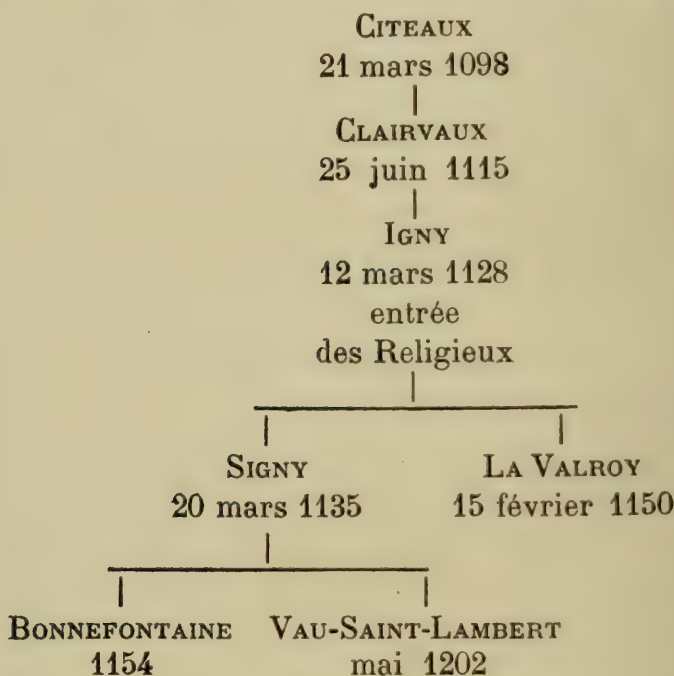 CITEAUX
21 mars 1098
CLAIRVAUX
25 juin 1115
IGNY
12 mars 1128
entrée
des Religieux
SIGNY LA VALROY
20 mars 1135 15 février 1150
BONNEFONTAINE VAU-SAINT-LAMBERT
1154 mai 1202